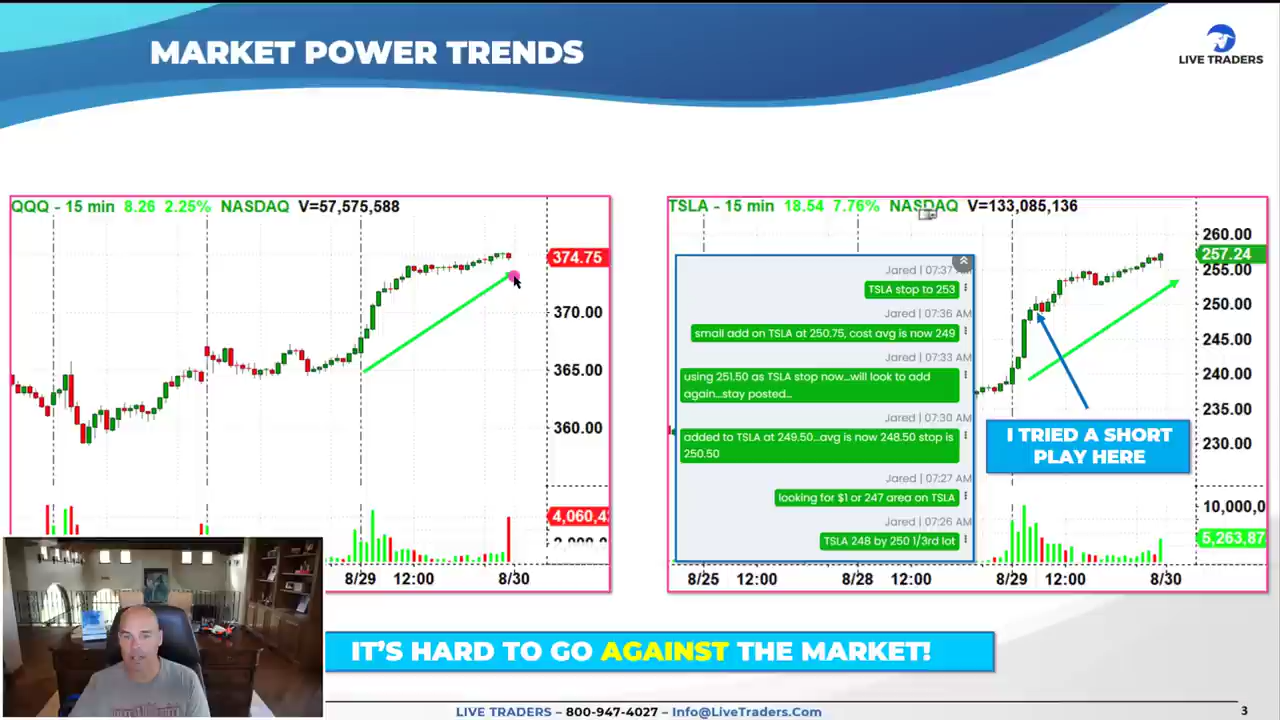 MARKET POWER TRENDS
LIVE TRADERS
QQQ - 15 min 8.26 2.25% NASDAQ V=57,575,588
374.75
370.00
365.00
360.00
4,060,4
8/29 12:00 8/30
TSLA - 15 min 18.54 7.76% NASDAQ V=133,085,136
260.00
257.24
255.00
250.00
245.00
240.00
235.00
230.00
10,000,0
5,263,87
8/25 12:00 8/28 12:00 8/29 12:00 8/30
Jared | 07:37 AM
TSLA stop to 253
Jared | 07:36 AM
small add on TSLA at 250.75, cost avg is now 249
Jared | 07:33 AM
using 251.50 as TSLA stop now...will look to add
again...stay posted...
Jared | 07:30 AM
added to TSLA at 249.50...avg is now 248.50 stop is
250.50
Jared | 07:27 AM
looking for $1 or 247 area on TSLA
Jared | 07:26 AM
TSLA 248 by 250 1/3rd lot
I TRIED A SHORT
PLAY HERE
IT'S HARD TO GO AGAINST THE MARKET!
LIVE TRADERS – 800-947-4027 – Info@LiveTraders.Com
3